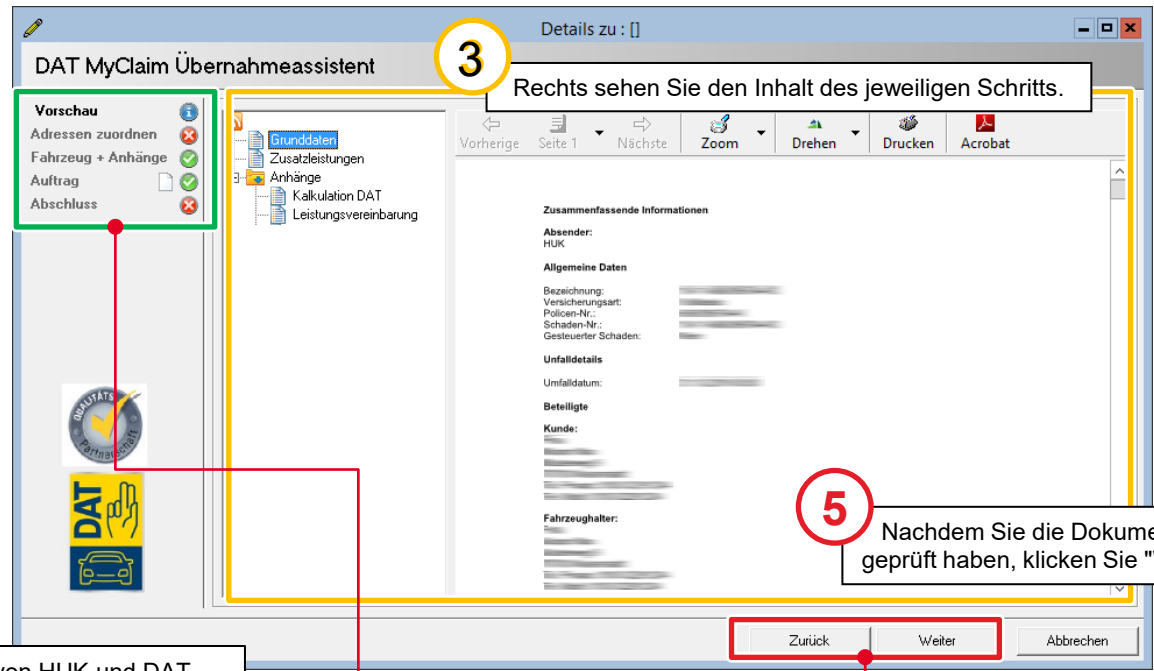 Details zu : []
DAT MyClaim Übernahmeassistent
3
Rechts sehen Sie den Inhalt des jeweiligen Schritts.
Vorschau
Adressen zuordnen
Fahrzeug + Anhänge
Auftrag
Abschluss
Grunddaten
Zusatzleistungen
Anhänge
Kalkulation DAT
Leistungsvereinbarung
Vorherige
Seite 1
Nächste
Zoom
Drehen
Drucken
Acrobat
Zusammenfassende Informationen
Absender:
HUK
Allgemeine Daten
Bezeichnung:
Versicherungsart:
Policen-Nr.:
Schaden-Nr.:
Gesteuerter Schaden:
Unfalldetails
Umfalldatum:
Beteiligte
Kunde:
Fahrzeughalter:
QUALITÄTS
Partnerschaft
DAT
5
Nachdem Sie die Dokume
geprüft haben, klicken Sie "
Zurück
Weiter
Abbrechen
von HUK und DAT